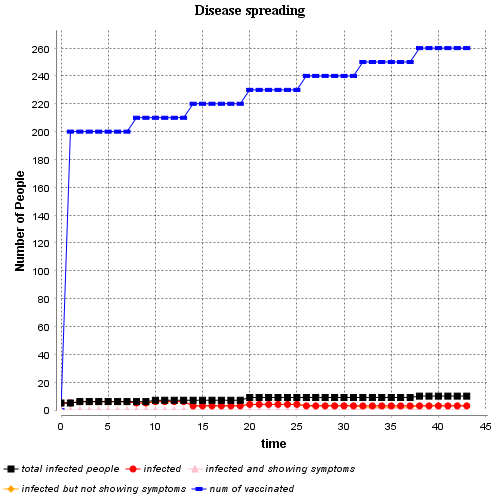 Disease spreading
Number of People
260
240
220
200
180
160
140
120
100
80
60
40
20
0
0 5 10 15 20 25 30 35 40 45
time
total infected people infected infected and showing symptoms
infected but not showing symptoms num of vaccinated